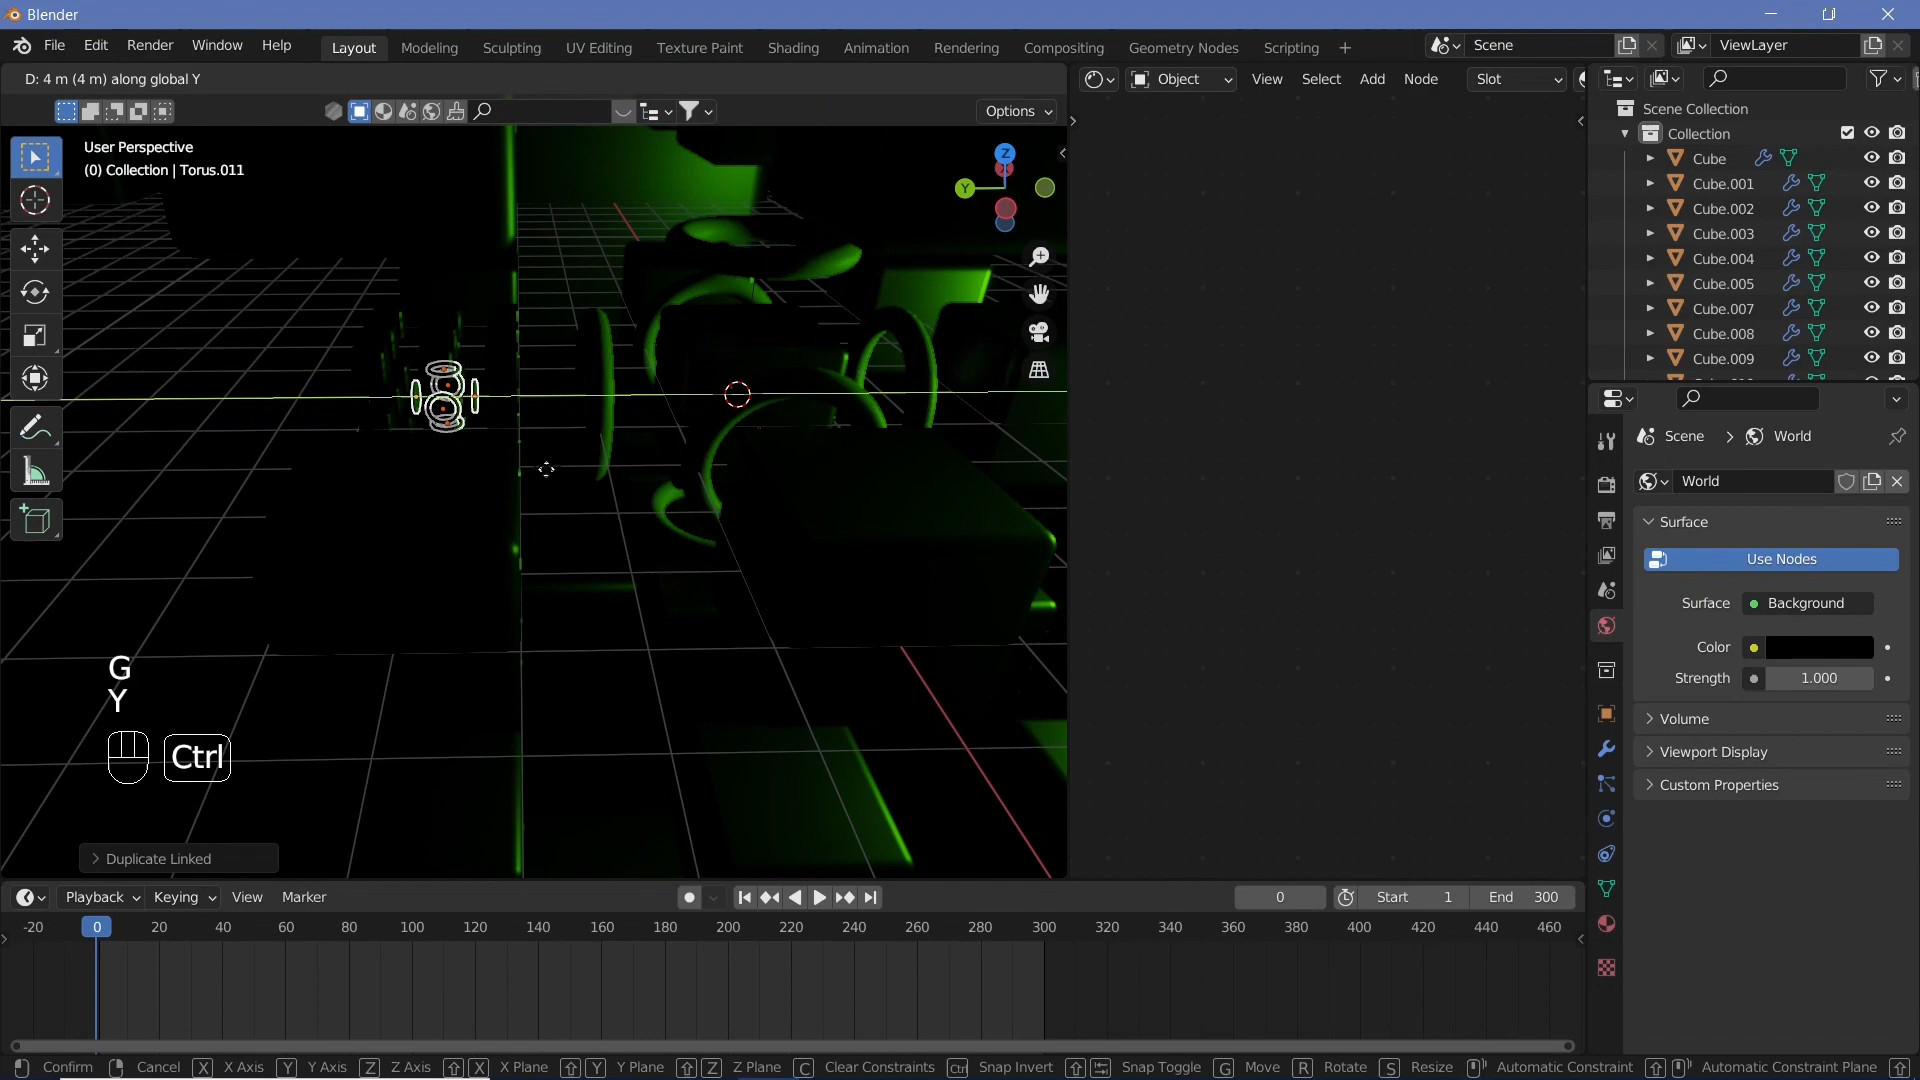 Blender
File Edit Render Window Help Layout Modeling Sculpting UV Editing Texture Paint Shading Animation Rendering Compositing Geometry Nodes Scripting + Scene ViewLayer
D: 4 m (4 m) along global Y
Object View Select Add Node Slot
Options
User Perspective
(0) Collection | Torus.011
Z
Y
Scene Collection
Collection
Cube
Cube.001
Cube.002
Cube.003
Cube.004
Cube.005
Cube.007
Cube.008
Cube.009
Scene > World
World
Surface
Use Nodes
Surface Background
Color
Strength 1.000
Volume
Viewport Display
Custom Properties
G
Y
Ctrl
Duplicate Linked
Playback Keying View Marker 0 Start 1 End 300
-20 0 20 40 60 80 100 120 140 160 180 200 220 240 260 280 300 320 340 360 380 400 420 440 460
Confirm Cancel X X Axis Y Y Axis Z Z Axis X X Plane Y Y Plane Z Z Plane C Clear Constraints Ctrl Snap Invert Snap Toggle G Move R Rotate S Resize Automatic Constraint Automatic Constraint Plane